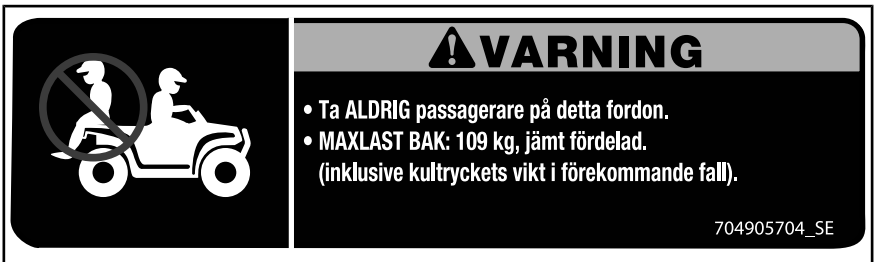 VARNING
• Ta ALDRIG passagerare på detta fordon.
• MAXLAST BAK: 109 kg, jämt fördelad.
(inklusive kultryckets vikt i förekommande fall).
704905704_SE